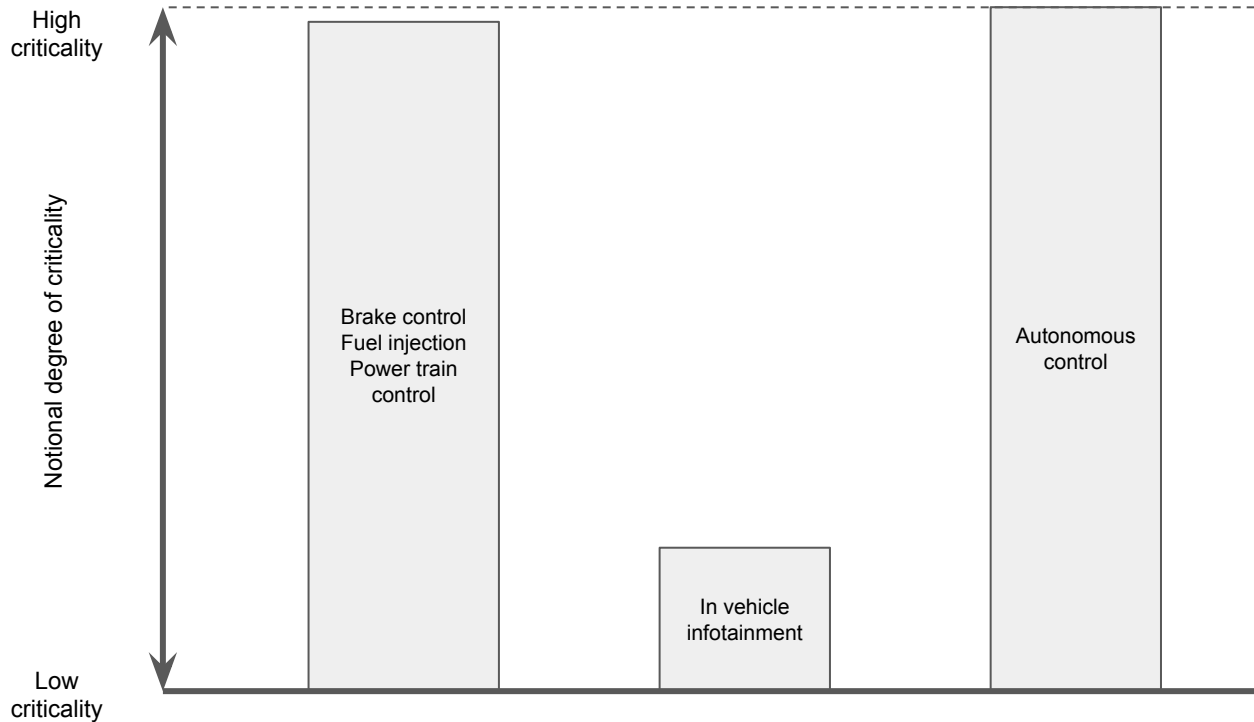 High
criticality
Notional degree of criticality
Brake control
Fuel injection
Power train
control
Autonomous
control
In vehicle
infotainment
Low
criticality